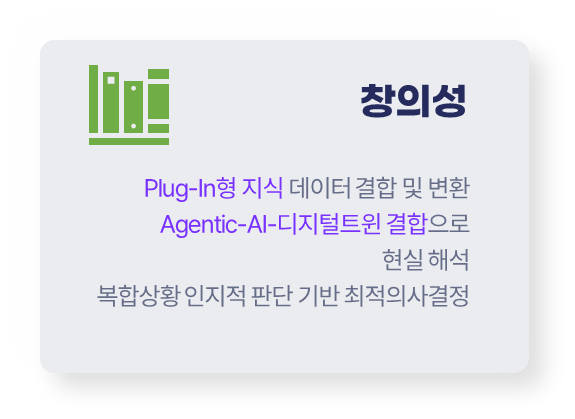 창의성
Plug-In형 지식 데이터 결합 및 변환
Agentic-AI-디지털트윈 결합으로
현실 해석
복합상황 인지적 판단 기반 최적의사결정